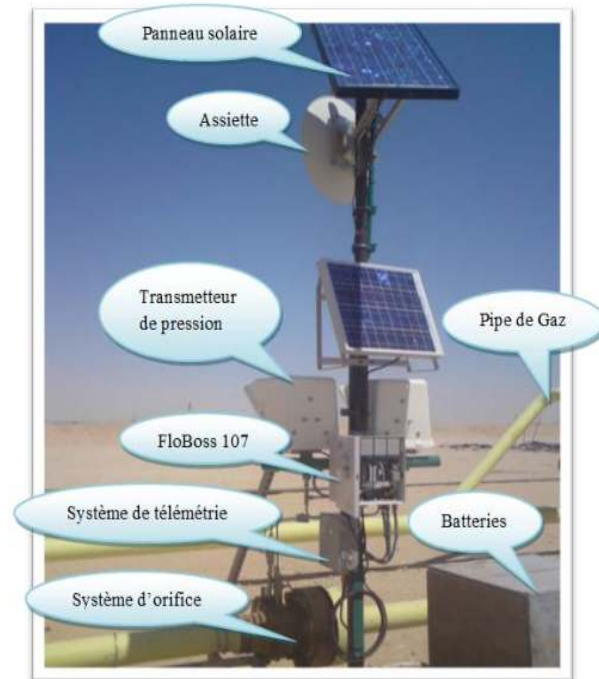 Panneau solaire
Assiette
Transmetteur
de pression
Pipe de Gaz
FloBoss 107
Système de télémétrie
Batteries
Système d'orifice